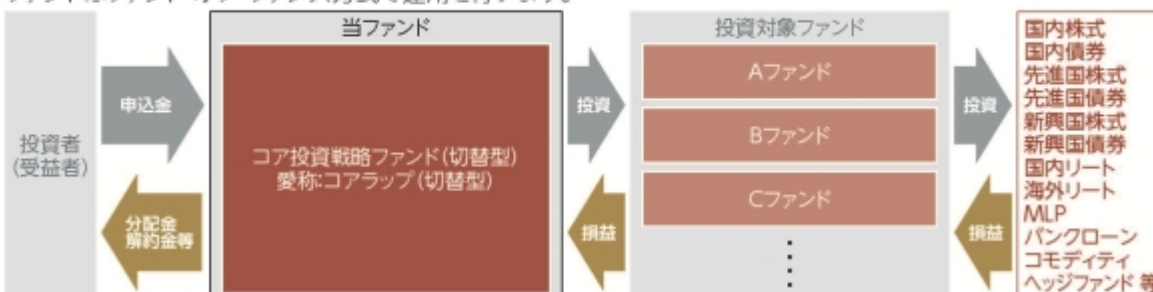 当ファンド
投資対象ファンド
投資者
(受益者)
申込金
分配金
解約金等
コア投資戦略ファンド(切替型)
愛称:コアラップ(切替型)
投資
損益
Aファンド
Bファンド
Cファンド
投資
損益
国内株式
国内債券
先進国株式
先進国債券
新興国株式
新興国債券
国内リート
海外リート
MLP
バンクローン
コモディティ
ヘッジファンド 等